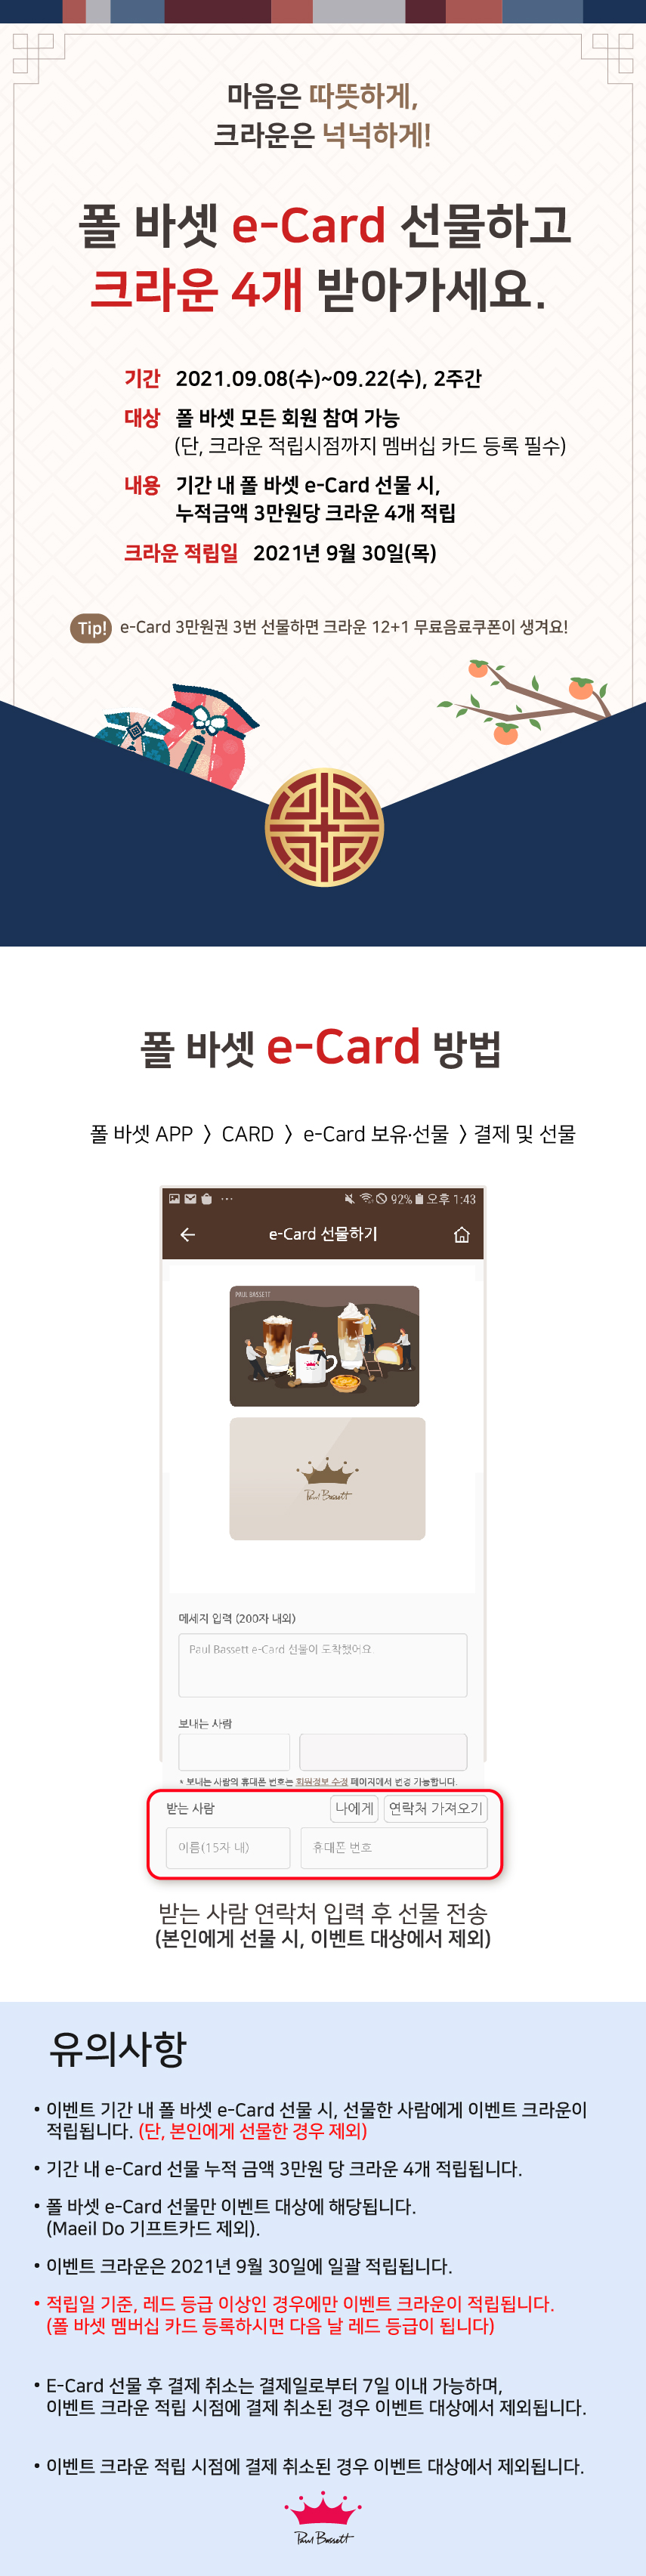 마음은 따뜻하게,
크라운은 넉넉하게!
폴 바셋 e-Card 선물하고
크라운 4개 받아가세요.
기간 2021.09.08(수)~09.22(수), 2주간
대상 폴 바셋 모든 회원 참여 가능
(단, 크라운 적립시점까지 멤버십 카드 등록 필수)
내용 기간 내 폴 바셋 e-Card 선물 시,
누적금액 3만원당 크라운 4개 적립
크라운 적립일 2021년 9월 30일(목)
Tip! e-Card 3만원권 3번 선물하면 크라운 12+1 무료음료쿠폰이 생겨요!
폴 바셋 e-Card 방법
폴 바셋 APP > CARD > e-Card 보유·선물 > 결제 및 선물
92% 오후 1:43
e-Card 선물하기
PAUL BASSETT
Paul Bassett
메세지 입력 (200자 내외)
Paul Bassett e-Card 선물이 도착했어요
보내는 사람
* 보내는 사람의 휴대폰 번호는 회원정보 수정 페이지에서 변경 가능합니다.
받는 사람 나에게 연락처 가져오기
이름(15자 내) 휴대폰 번호
받는 사람 연락처 입력 후 선물 전송
(본인에게 선물 시, 이벤트 대상에서 제외)
유의사항
• 이벤트 기간 내 폴 바셋 e-Card 선물 시, 선물한 사람에게 이벤트 크라운이
적립됩니다. (단, 본인에게 선물한 경우 제외)
• 기간 내 e-Card 선물 누적 금액 3만원 당 크라운 4개 적립됩니다.
• 폴 바셋 e-Card 선물만 이벤트 대상에 해당됩니다.
(Maeil Do 기프트카드 제외).
• 이벤트 크라운은 2021년 9월 30일에 일괄 적립됩니다.
• 적립일 기준, 레드 등급 이상인 경우에만 이벤트 크라운이 적립됩니다.
(폴 바셋 멤버십 카드 등록하시면 다음 날 레드 등급이 됩니다)
• E-Card 선물 후 결제 취소는 결제일로부터 7일 이내 가능하며,
이벤트 크라운 적립 시점에 결제 취소된 경우 이벤트 대상에서 제외됩니다.
• 이벤트 크라운 적립 시점에 결제 취소된 경우 이벤트 대상에서 제외됩니다.
Paul Bassett